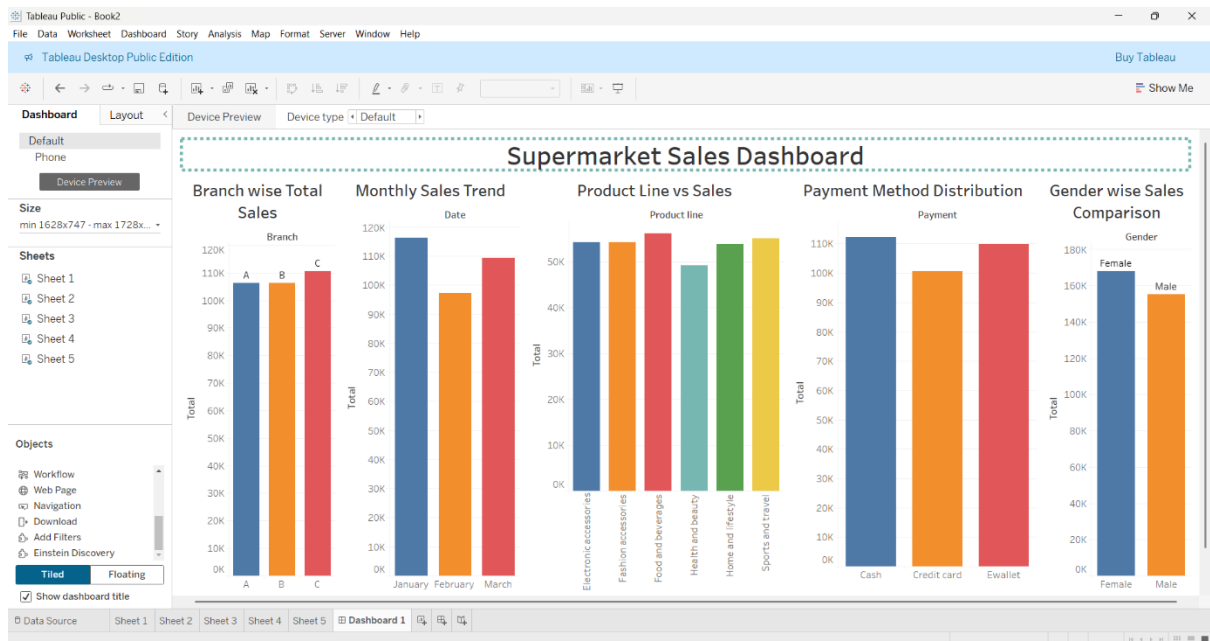 Tableau Public - Book2
File Data Worksheet Dashboard Story Analysis Map Format Server Window Help
Tableau Desktop Public Edition
Buy Tableau
Show Me
Dashboard Layout
Default
Phone
Device Preview
Size
min 1628x747 - max 1728x...
Sheets
Sheet 1
Sheet 2
Sheet 3
Sheet 4
Sheet 5
Objects
Workflow
Web Page
Navigation
Download
Add Filters
Einstein Discovery
Tiled Floating
Show dashboard title
Device Preview Device type Default
Supermarket Sales Dashboard
Branch wise Total
Sales
Branch
120K
110K
100K
90K
80K
70K
60K
50K
40K
30K
20K
10K
0K
Total
A B C
A B C
Monthly Sales Trend
Date
120K
110K
100K
90K
80K
70K
60K
50K
40K
30K
20K
10K
0K
Total
January February March
Product Line vs Sales
Product line
50K
40K
30K
20K
10K
0K
Total
Electronic accessories
Fashion accessories
Food and beverages
Health and beauty
Home and lifestyle
Sports and travel
Payment Method Distribution
Payment
110K
100K
90K
80K
70K
60K
50K
40K
30K
20K
10K
0K
Total
Cash Credit card Ewallet
Gender wise Sales
Comparison
Gender
180K
160K
140K
120K
100K
80K
60K
40K
20K
0K
Total
Female Male
Female Male
Data Source Sheet 1 Sheet 2 Sheet 3 Sheet 4 Sheet 5 Dashboard 1